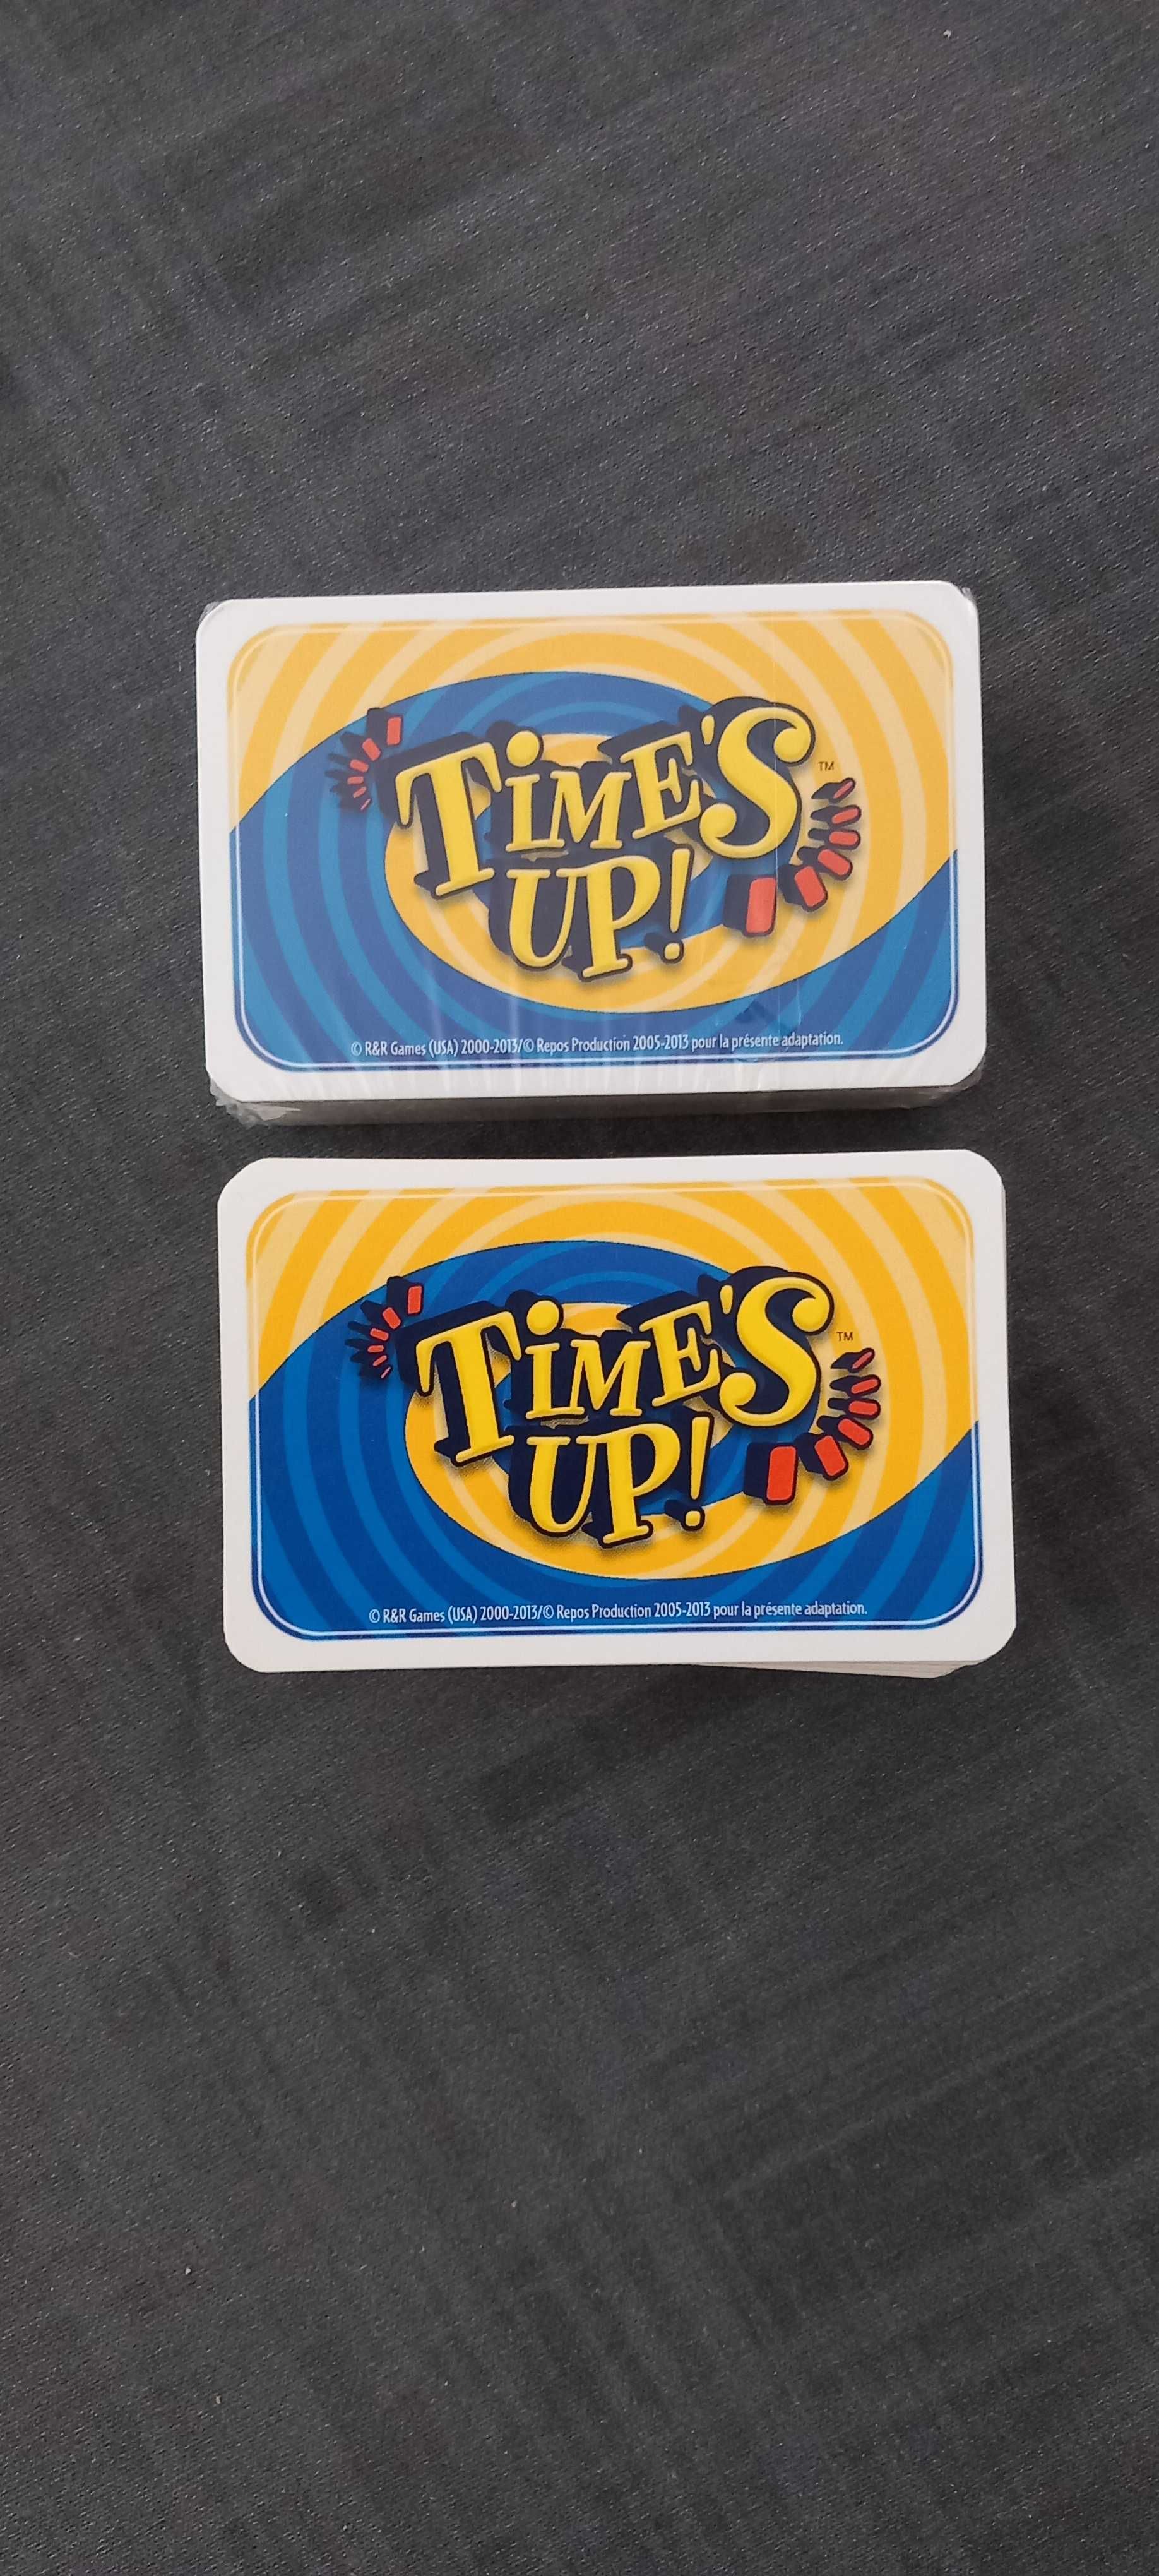 TiME'S
TM
UP!
© R&R Games (USA) 2000-2013/© Repos Production 2005-2013 pour la présente adaptation.
TiME'S
TM
UP!
© R&R Games (USA) 2000-2013/© Repos Production 2005-2013 pour la présente adaptation.